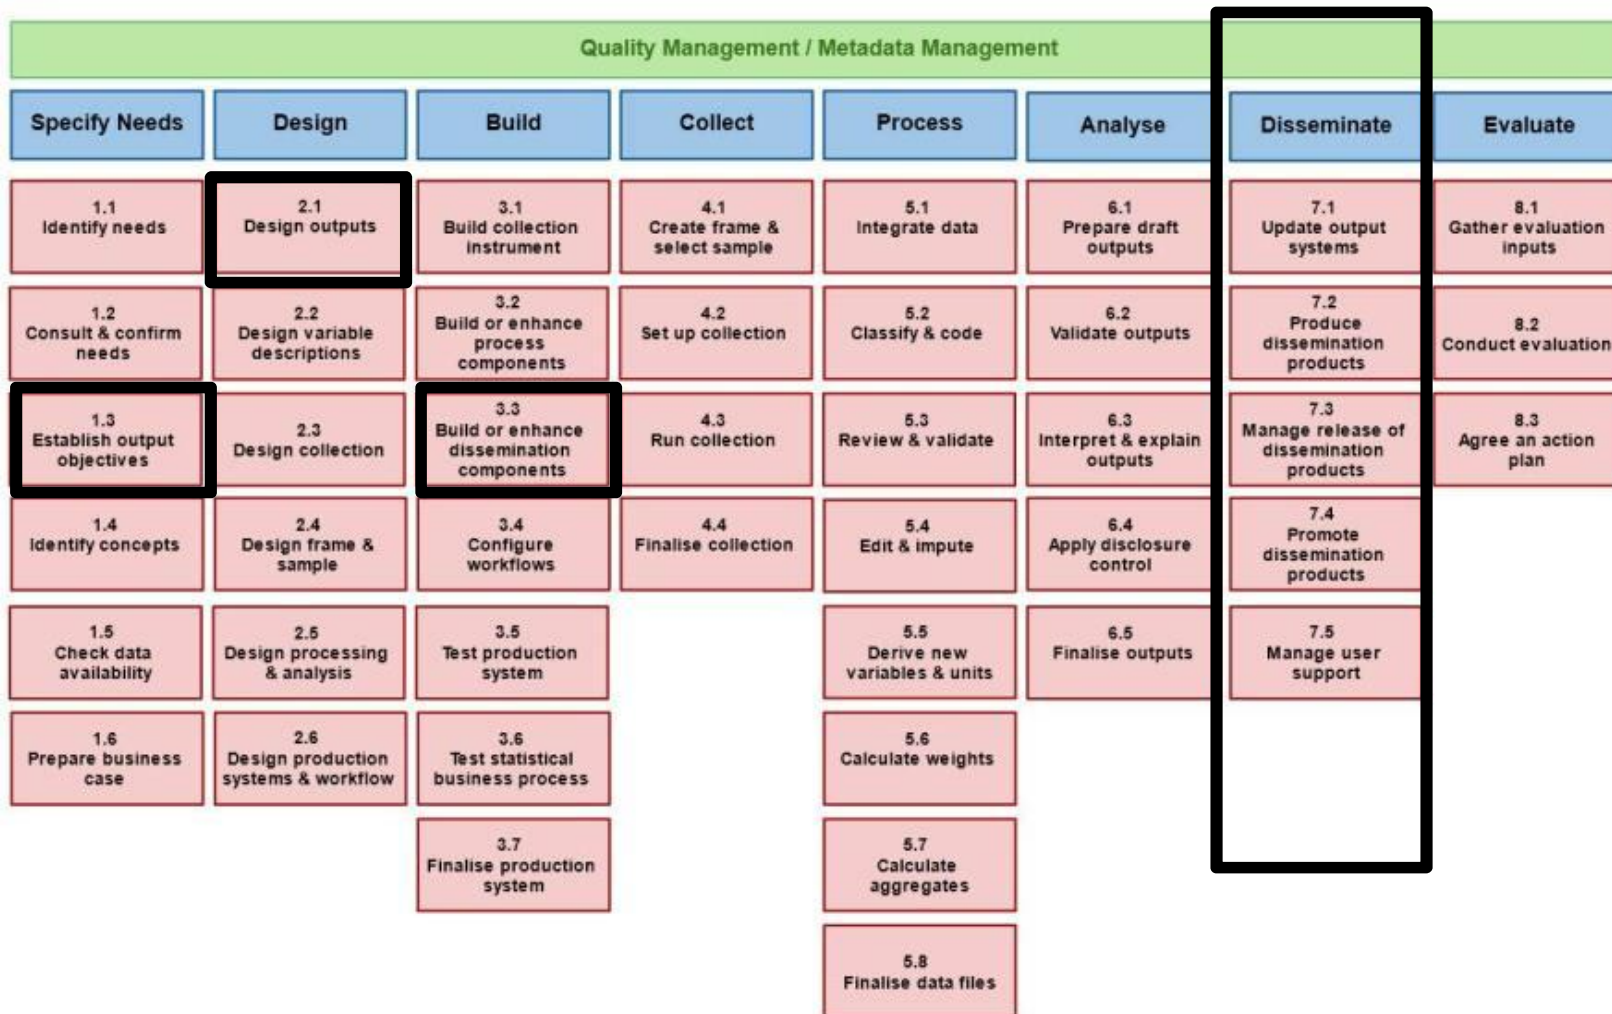 Quality Management / Metadata Management
Specify Needs
Design
Build
Collect
Process
Analyse
Disseminate
Evaluate
1.1
Identify needs
2.1
Design outputs
3.1
Build collection
instrument
4.1
Create frame &
select sample
5.1
Integrate data
6.1
Prepare draft
outputs
7.1
Update output
systems
8.1
Gather evaluation
inputs
1.2
Consult & confirm
needs
2.2
Design variable
descriptions
3.2
Build or enhance
process
components
4.2
Set up collection
5.2
Classify & code
6.2
Validate outputs
7.2
Produce
dissemination
products
8.2
Conduct evaluation
1.3
Establish output
objectives
2.3
Design collection
3.3
Build or enhance
dissemination
components
4.3
Run collection
5.3
Review & validate
6.3
Interpret & explain
outputs
7.3
Manage release of
dissemination
products
8.3
Agree an action
plan
1.4
Identify concepts
2.4
Design frame &
sample
3.4
Configure
workflows
4.4
Finalise collection
5.4
Edit & impute
6.4
Apply disclosure
control
7.4
Promote
dissemination
products
1.5
Check data
availability
2.5
Design processing
& analysis
3.5
Test production
system
5.5
Derive new
variables & units
6.5
Finalise outputs
7.5
Manage user
support
1.6
Prepare business
case
2.6
Design production
systems & workflow
3.6
Test statistical
business process
5.6
Calculate weights
3.7
Finalise production
system
5.7
Calculate
aggregates
5.8
Finalise data files